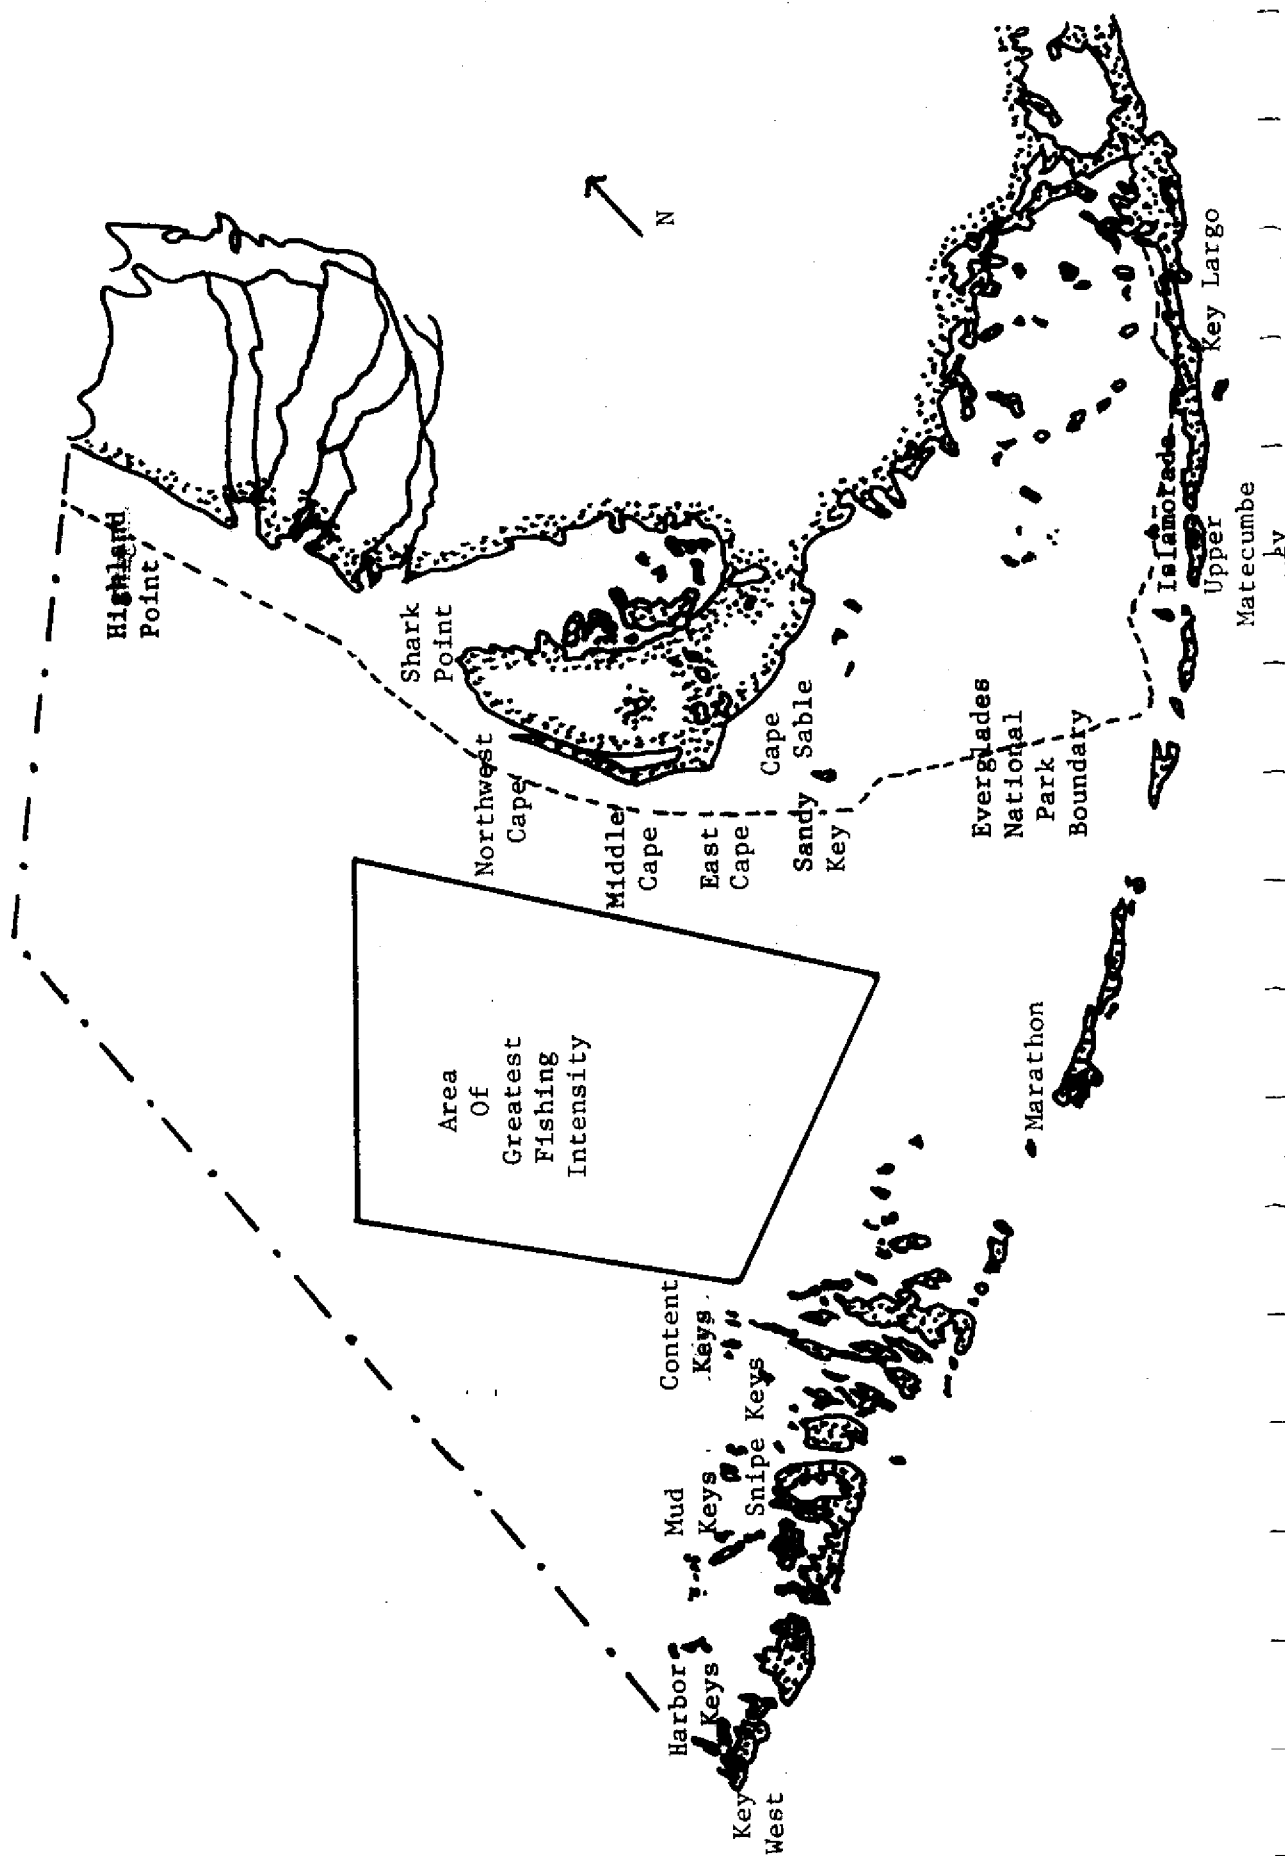 Highland
Point
Shark
Point
Northwest
Cape
Middle
Cape
East
Cape
Cape
Sable
Sandy
Key
Everglades
National
Park
Boundary
Islamorade
Upper
Matecumbe
Key Largo
N
Area
Of
Greatest
Fishing
Intensity
Marathon
Content
Keys
Snipe Keys
Mud
Keys
Harbor
Keys
Key
West